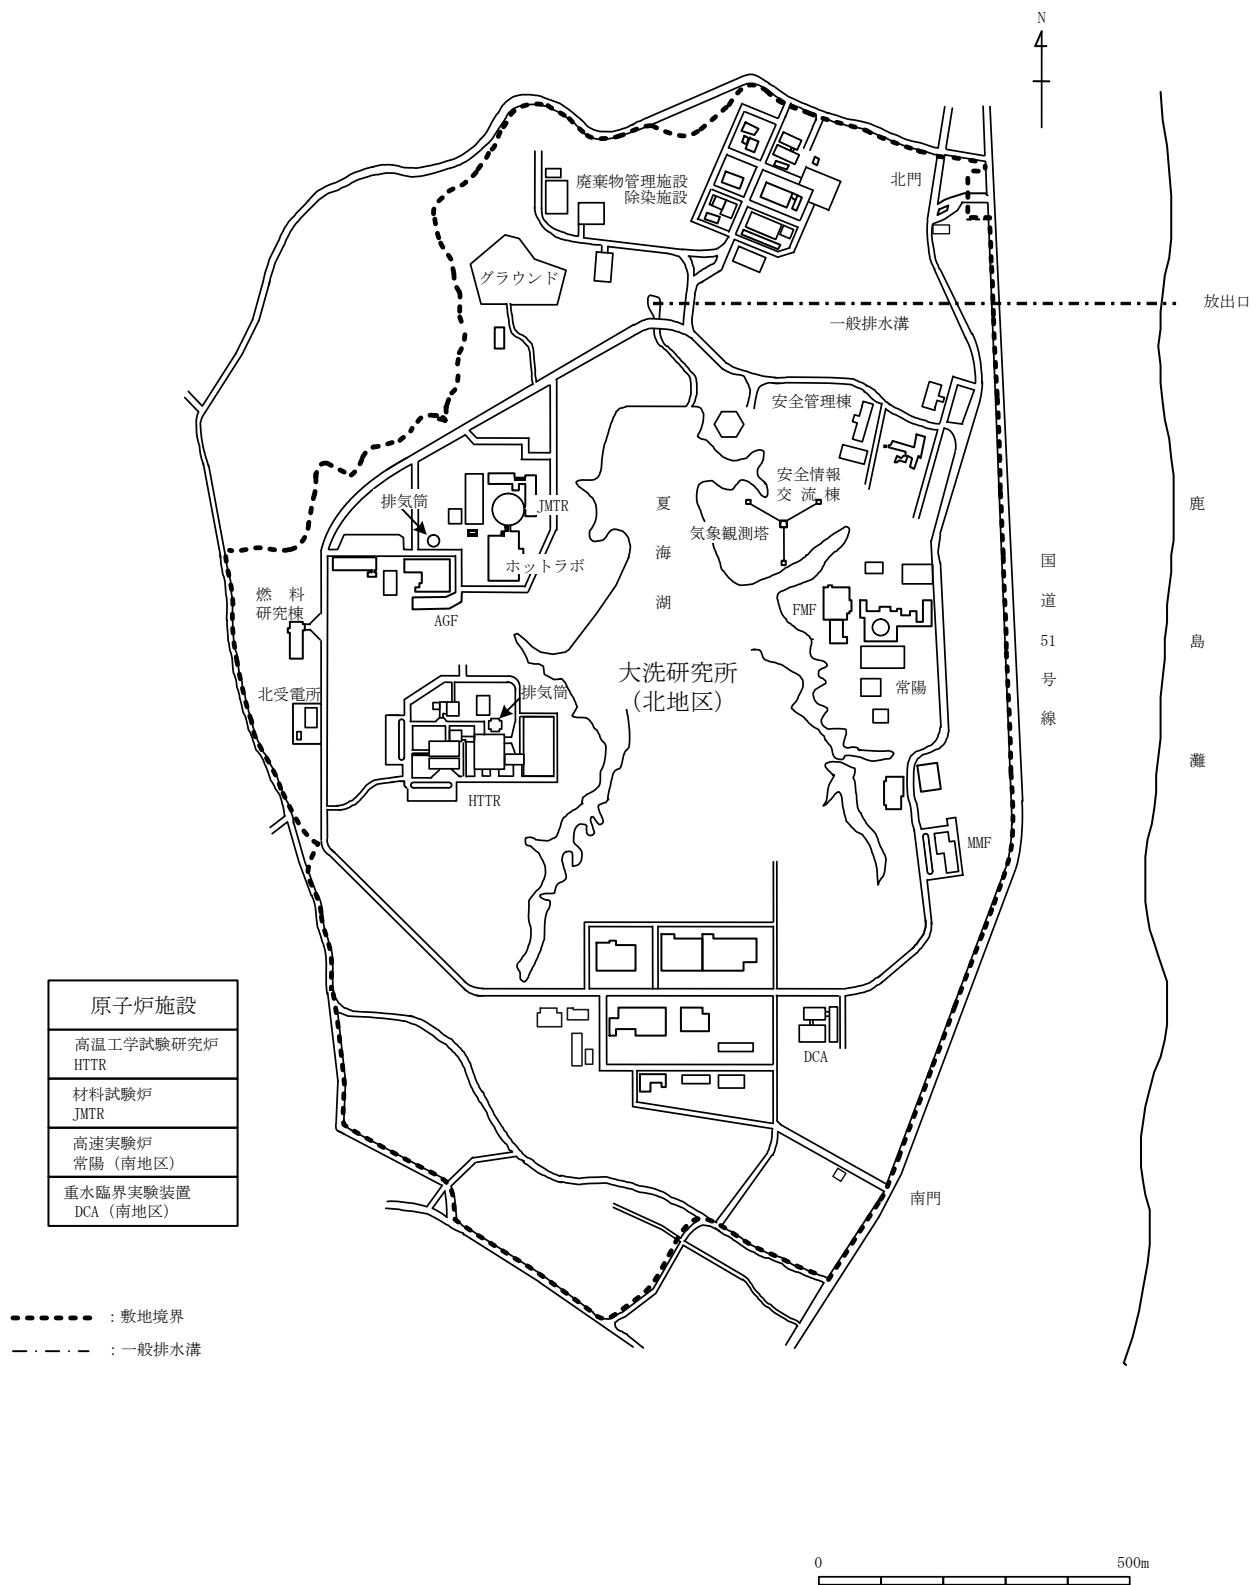 N
北門
廃棄物管理施設
除染施設
グラウンド
放出口
一般排水溝
安全管理棟
安全情報
交 流 棟
気象観測塔
排気筒
JMTR
ホットラボ
夏海湖
鹿島灘
国道51号線
燃 料
研究棟
AGF
FMF
大洗研究所
(北地区)
常陽
北受電所
排気筒
HTTR
MMF
DCA
南門
原子炉施設
高温工学試験研究炉
HTTR
材料試験炉
JMTR
高速実験炉
常陽 (南地区)
重水臨界実験装置
DCA (南地区)
: 敷地境界
: 一般排水溝
0 500m